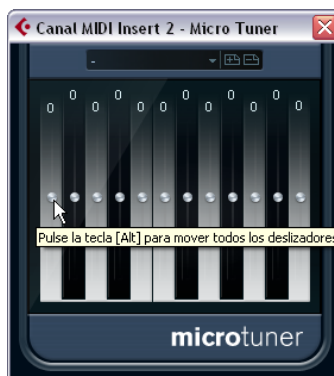 Canal MIDI Insert 2 - Micro Tuner
-
0 0 0 0 0
0 0 0 0 0 0 0
Pulse la tecla [Alt] para mover todos los deslizadores
microtuner